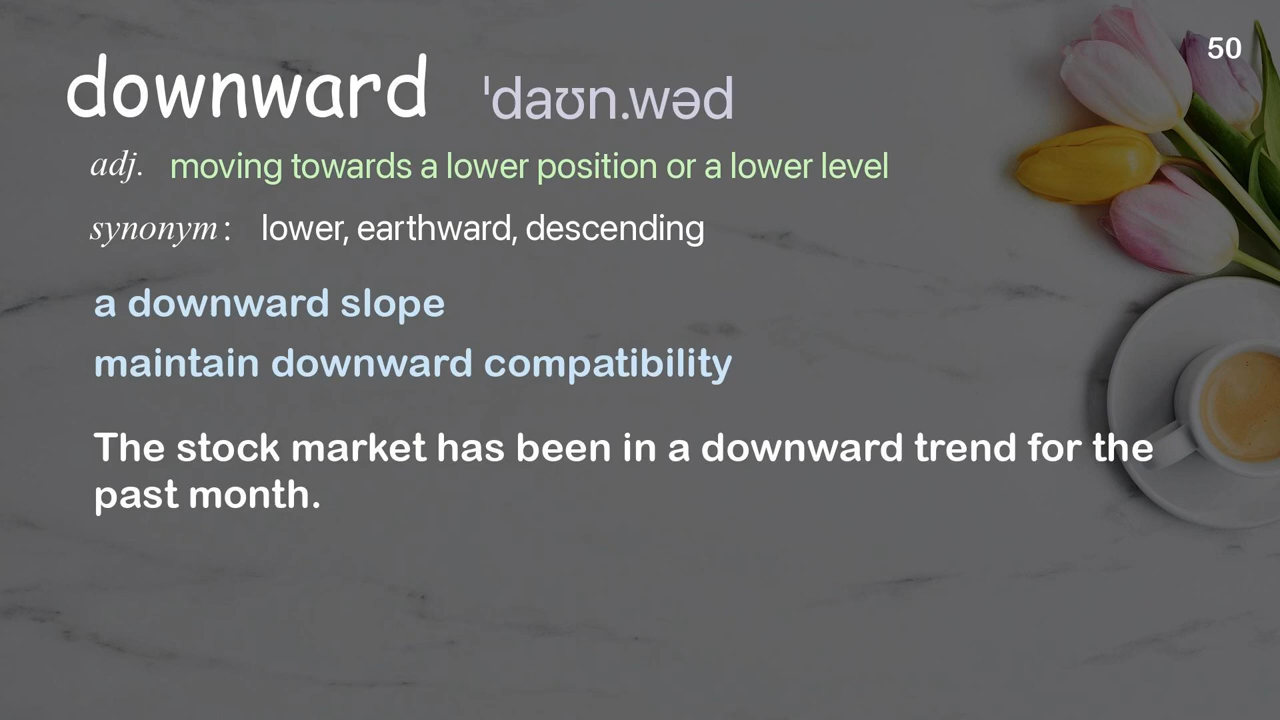 50
downward ˈdaʊn.wəd
adj. moving towards a lower position or a lower level
synonym: lower, earthward, descending
a downward slope
maintain downward compatibility
The stock market has been in a downward trend for the
past month.